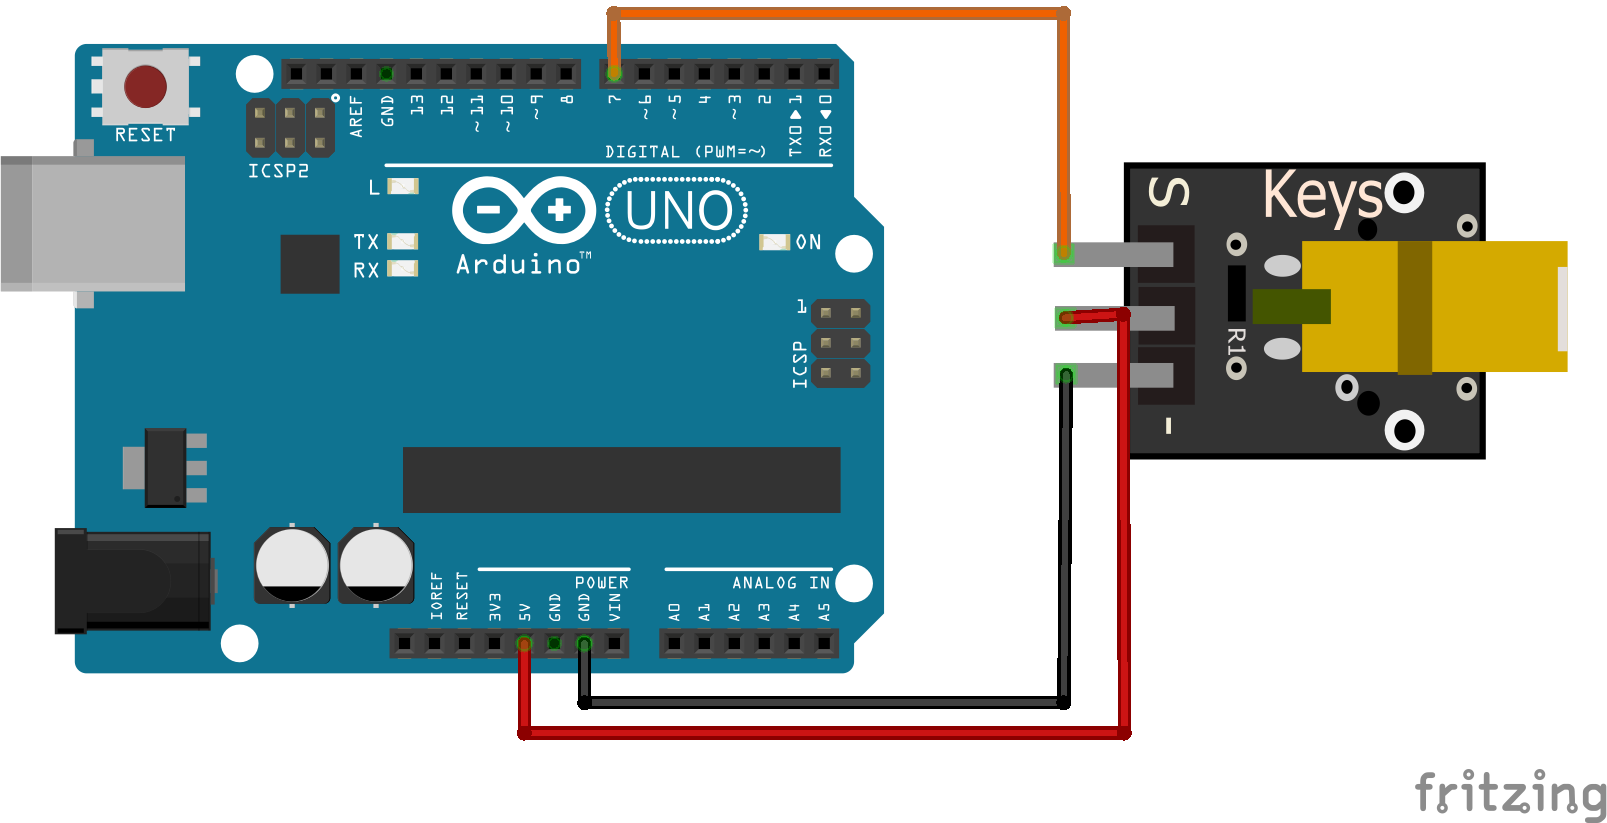 RESET
ICSP2
AREF
GND
13
12
~11
~10
~9
8
7
~6
~5
4
~3
2
TX0▶1
RX0◀0
DIGITAL (PWM=~)
L
TX
RX
UNO
Arduino™
ON
1
ICSP
IOREF
RESET
3V3
5V
GND
GND
VIN
POWER
ANALOG IN
A0
A1
A2
A3
A4
A5
S
Keys
R1
-
fritzing